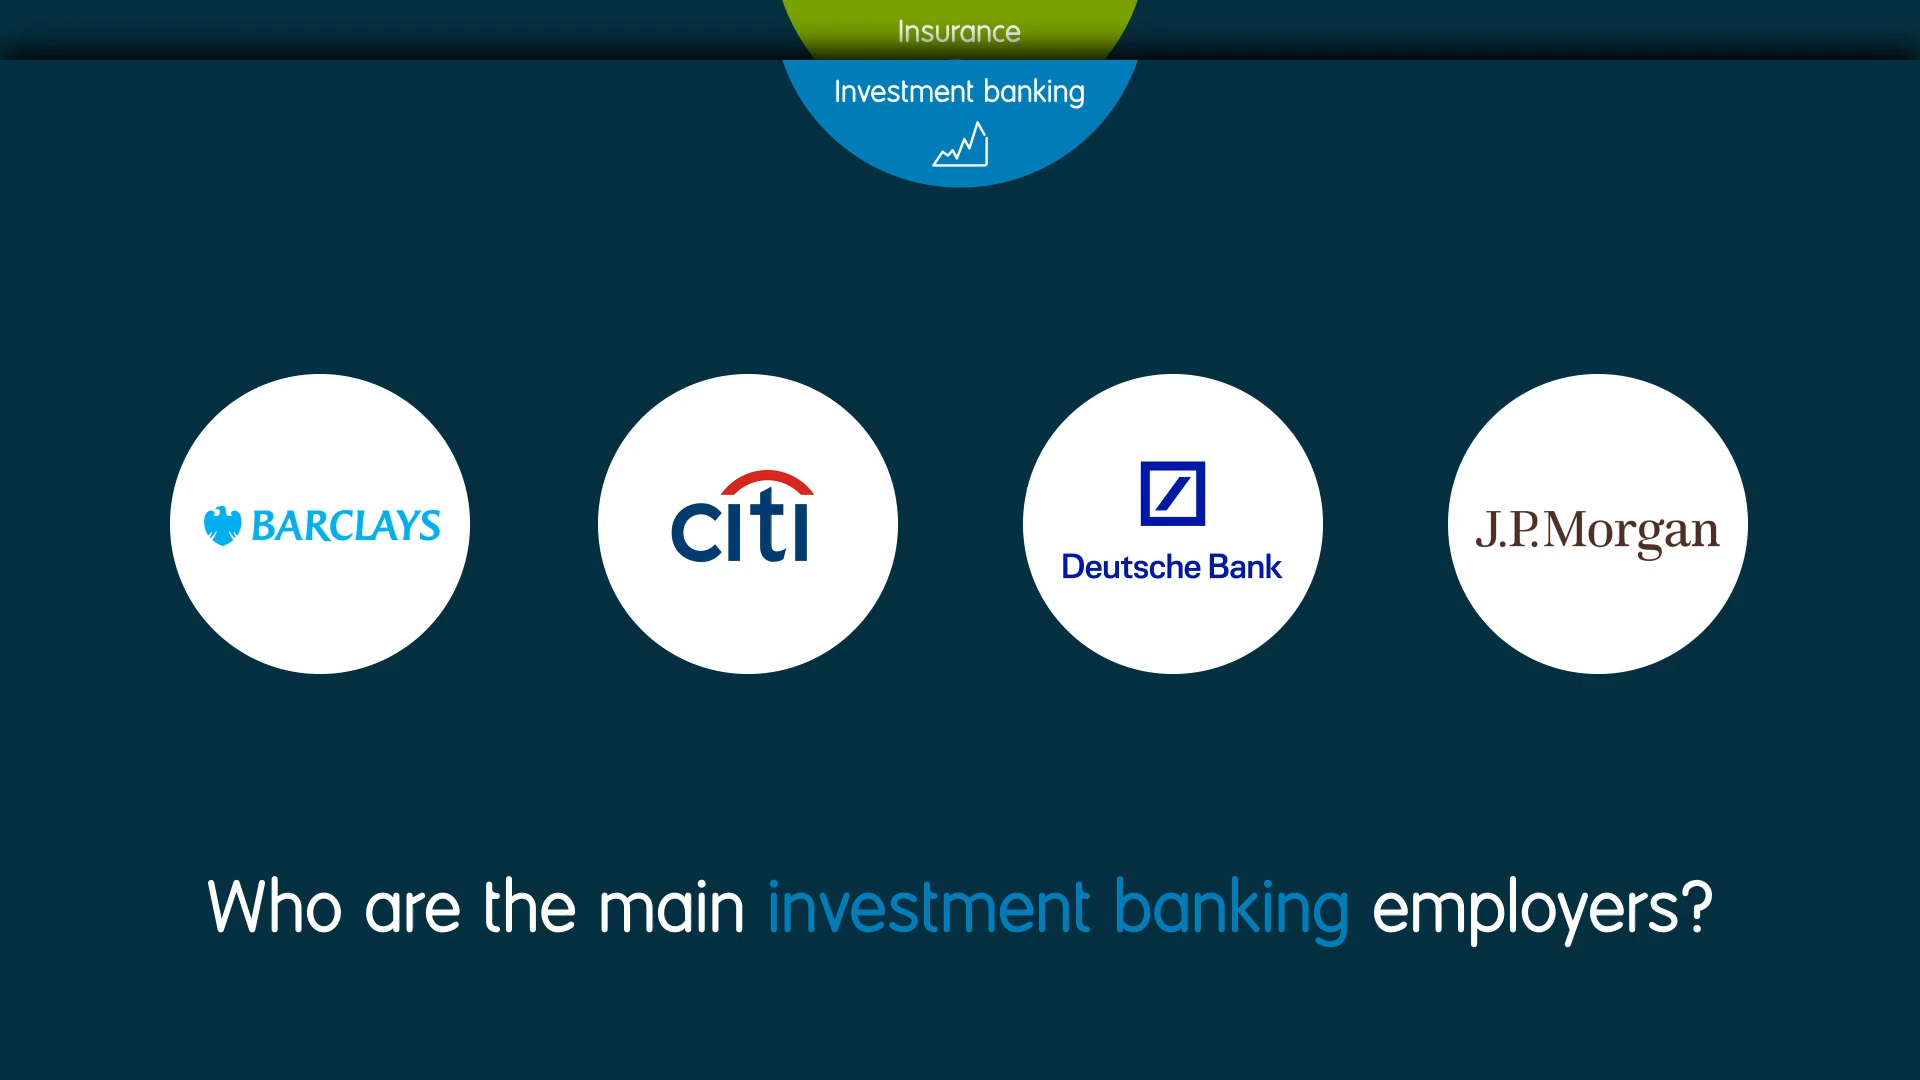 Insurance
Investment banking
BARCLAYS
citi
Deutsche Bank
J.P.Morgan
Who are the main investment banking employers?